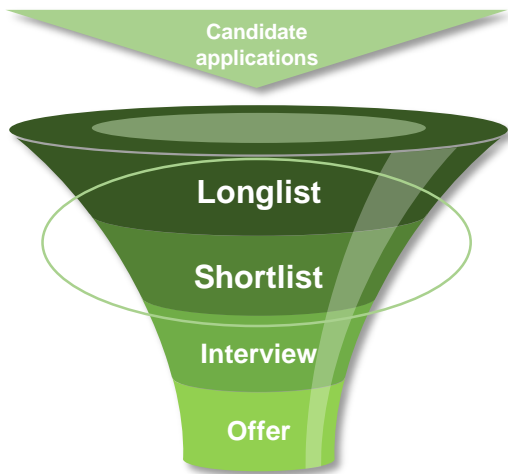 Candidate
applications
Longlist
Shortlist
Interview
Offer